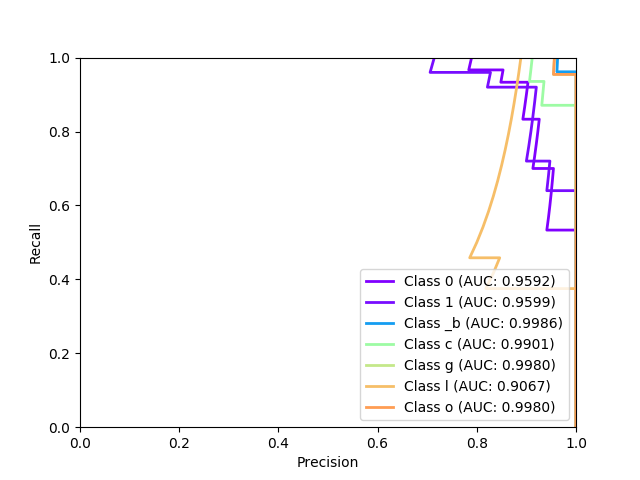 1.0
0.8
0.6
0.4
0.2
0.0
Recall
Class 0 (AUC: 0.9592)
Class 1 (AUC: 0.9599)
Class _b (AUC: 0.9986)
Class c (AUC: 0.9901)
Class g (AUC: 0.9980)
Class l (AUC: 0.9067)
Class o (AUC: 0.9980)
0.0 0.2 0.4 0.6 0.8 1.0
Precision